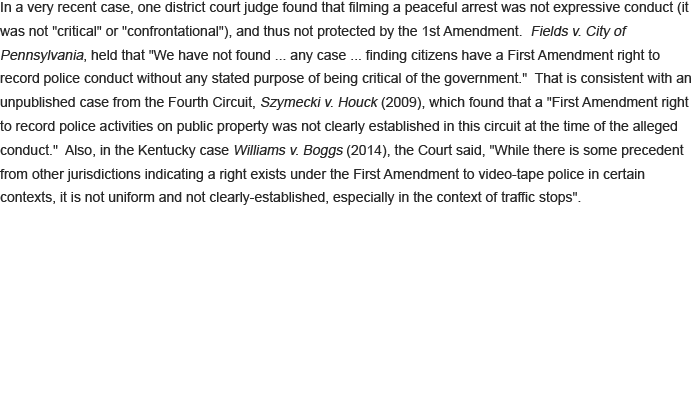 In a very recent case, one district court judge found that filming a peaceful arrest was not expressive conduct (it
was not "critical" or "confrontational"), and thus not protected by the 1st Amendment.  Fields v. City of
Pennsylvania, held that "We have not found ... any case ... finding citizens have a First Amendment right to
record police conduct without any stated purpose of being critical of the government."  That is consistent with an
unpublished case from the Fourth Circuit, Szymecki v. Houck (2009), which found that a "First Amendment right
to record police activities on public property was not clearly established in this circuit at the time of the alleged
conduct."  Also, in the Kentucky case Williams v. Boggs (2014), the Court said, "While there is some precedent
from other jurisdictions indicating a right exists under the First Amendment to video-tape police in certain
contexts, it is not uniform and not clearly-established, especially in the context of traffic stops".